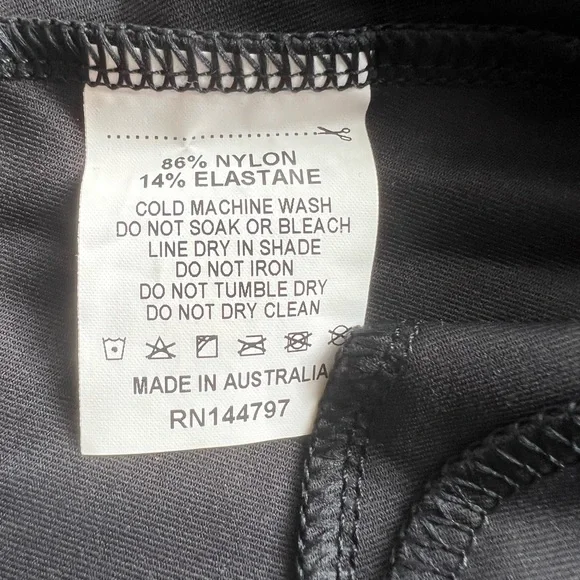 86% NYLON
14% ELASTANE
COLD MACHINE WASH
DO NOT SOAK OR BLEACH
LINE DRY IN SHADE
DO NOT IRON
DO NOT TUMBLE DRY
DO NOT DRY CLEAN
MADE IN AUSTRALIA
RN144797